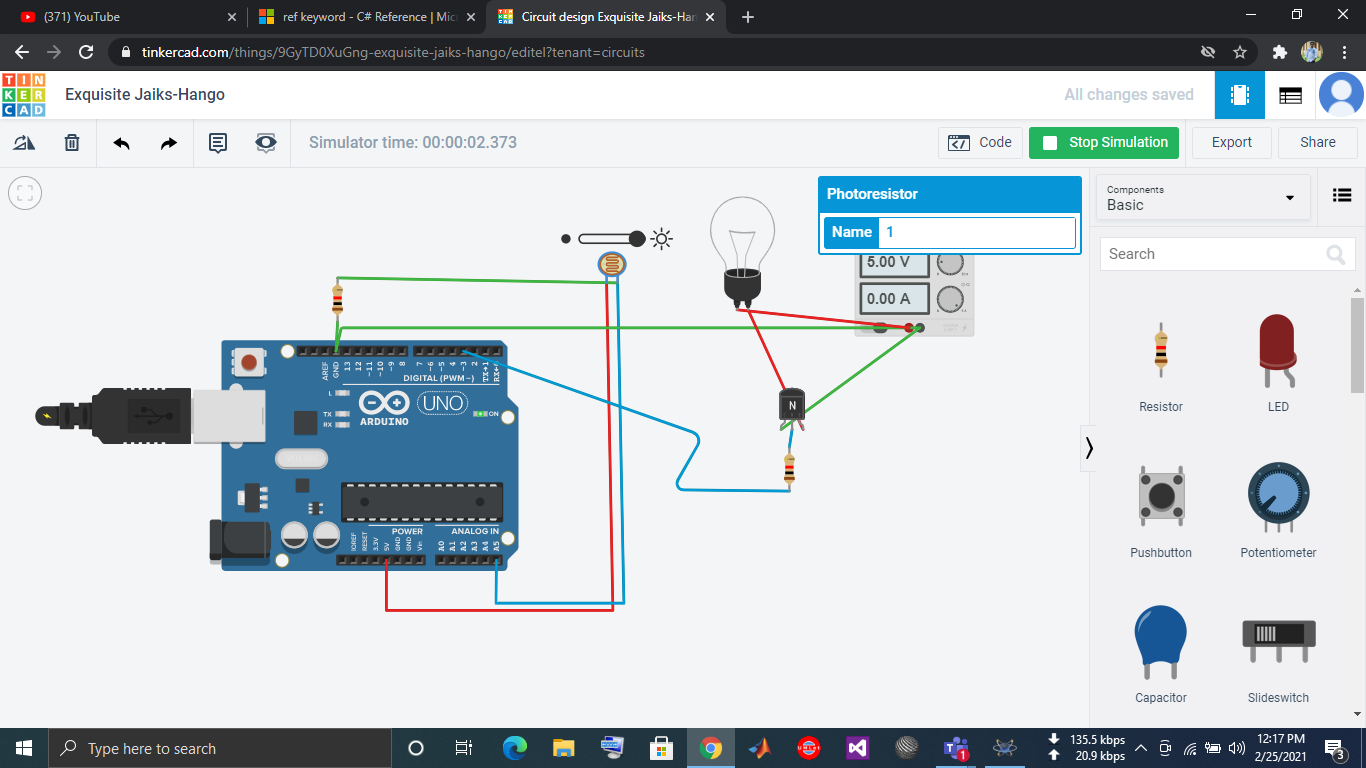 (371) YouTube
ref keyword - C# Reference | Mic
Circuit design Exquisite Jaiks-Han
tinkercad.com/things/9GyTD0XuGng-exquisite-jaiks-hango/editel?tenant=circuits
TIN
KER
CAD
Exquisite Jaiks-Hango
All changes saved
Simulator time: 00:00:02.373
Code
Stop Simulation
Export
Share
Photoresistor
Name 1
5.00 V
0.00 A
Components
Basic
Search
Resistor
LED
Pushbutton
Potentiometer
Capacitor
Slideswitch
AREF
GND
13
12
~11
~10
~9
8
7
~6
~5
4
~3
2
TX→1
RX←0
DIGITAL (PWM~)
L
TX
RX
ARDUINO
UNO
ON
N
POWER
ANALOG IN
IOREF
RESET
3.3V
5V
GND
GND
Vin
A0
A1
A2
A3
A4
A5
Type here to search
1
135.5 kbps
20.9 kbps
12:17 PM
2/25/2021
3